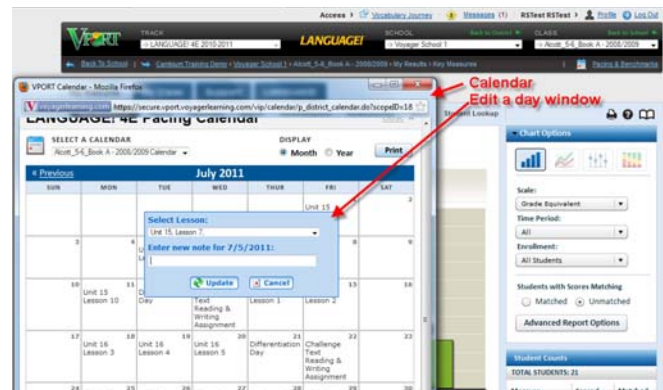 Access > Vocabulary Journey Messages (1) RSTest RSTest > Profile Log Out
VPORT
TRACK
-> LANGUAGE! 4E 2010-2011
LANGUAGE!
SCHOOL
-> Voyager School 1
CLASS
-> Alcott_5-6_Book A - 2008/2009
Back To School Cambium Training Demo > Voyager School 1 > Alcott_5-6_Book A - 2008/2009 > My Results > Key Measures Pacing & Benchmarks
VPORT Calendar - Mozilla Firefox
Calendar
Edit a day window
voyagerlearning.com https://secure.vport.voyagerlearning.com/vip/calendar/p_district_calendar.do?scopeID=18
LANGUAGE! 4E Pacing Calendar
Student Lookup
SELECT A CALENDAR
Alcott_5-6_Book A - 2008/2009 Calendar
DISPLAY
Month Year
Print
« Previous July 2011
SUN MON TUE WED THUR FRI SAT
1 2
Unit 15
Select Lesson:
Unit 15, Lesson 7,
Enter new note for 7/5/2011:
Update Cancel
3 4 8 9
10 11 15 16
Unit 15
Lesson 10
Day
Text
Reading &
Writing
Assignment
Lesson 1
Lesson 2
17 18 19 20 21 22 23
Unit 16
Lesson 3
Unit 16
Lesson 4
Unit 16
Lesson 5
Differentiation
Day
Challenge
Text
Reading &
Writing
Assignment
24 25 26 27 28 29 30
Chart Options
Scale:
Grade Equivalent
Time Period:
All
Enrollment:
All Students
Students with Scores Matching
Matched Unmatched
Advanced Report Options
Student Counts
TOTAL STUDENTS: 21